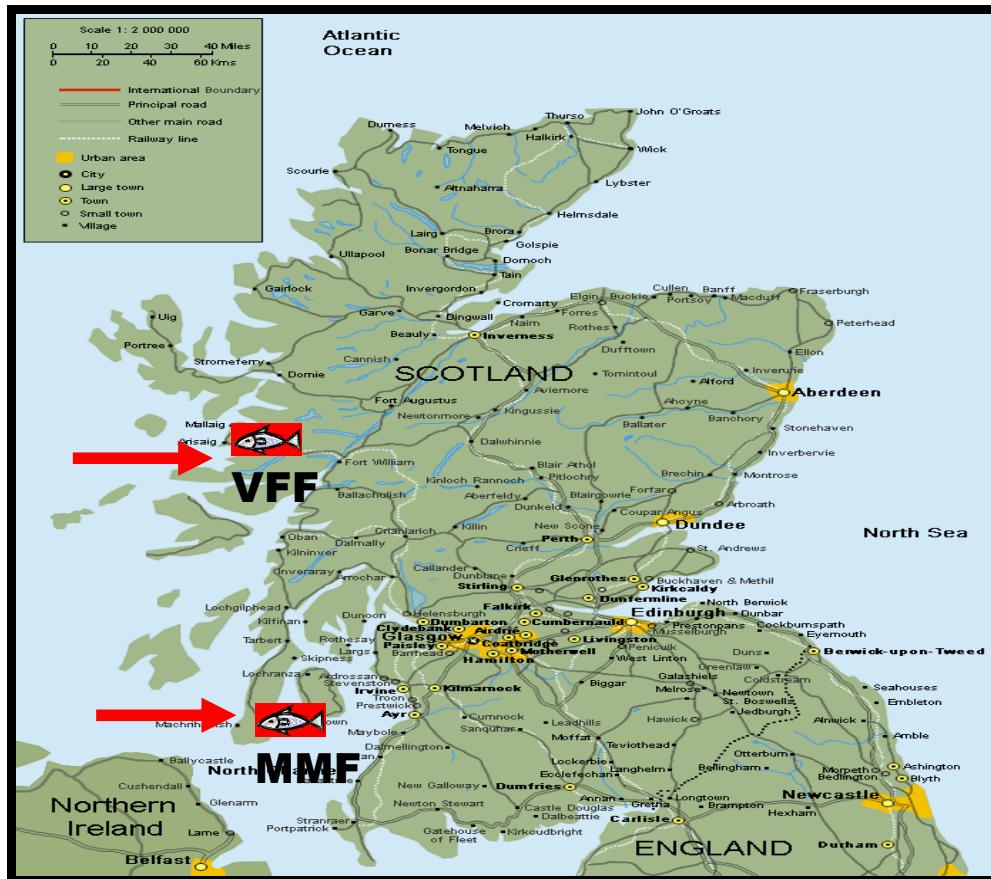 Scale 1: 2 000 000
0 10 20 30 40 Miles
0 20 40 60 Kms
International Boundary
Principal road
Other main road
Railway line
Urban area
City
Large town
Town
Small town
Village
Atlantic
Ocean
John O'Groats
Thurso
Melvich
Durness
Halkirk
Wick
Tongue
Scourie
Altnaharra
Lybster
Helmsdale
Brora
Lairg
Golspie
Bonar Bridge
Ullapool
Dornoch
Tain
Gairlock
Invergordon
Cromarty
Cullen
Banff
Fraserburgh
Elgin
Buckie
Portsoy
Macduff
Uig
Garve
Dingwall
Forres
Nairn
Peterhead
Rothes
Beauly
Inverness
Portree
Dufftown
Ellon
Cannish
Stromeferry
Inverurie
Dornie
SCOTLAND
Tomintoul
Alford
Aviemore
Aberdeen
Fort Augustus
Ahoyne
Kingussie
Newtonmore
Banchory
Mallaig
Ballater
Stonehaven
Arisaig
Dalwhinnie
Inverbervie
Fort William
Blair Athol
Pitlochry
Brechin
Montrose
VFF
Kinloch Rannoch
Forfar
Ballachulish
Aberfeldy
Blairgowrie
Arbroath
Dunkeld
Coupar Angus
Killin
New Scone
Dundee
Oban
Crianlarich
Dalmally
Perth
North Sea
Crieff
Kilninver
St. Andrews
Callander
Inveraray
Arrochar
Dunblane
Glenrothes
Buckhaven & Methil
Stirling
Kirkcaldy
Dunfermline
North Berwick
Lochgilphead
Dunoon
Helensburgh
Falkirk
Edinburgh
Dunbar
Kilfinan
Dumbarton
Cumbernauld
Prestonpans
Cockburnspath
Clydebank
Airdrie
Musselburgh
Eyemouth
Tarbert
Rothesay
Glasgow
Coatbridge
Livingston
Paisley
Motherwell
Penicuik
Duns
Berwick-upon-Tweed
Largs
Barrhead
Hamilton
West Linton
Skipness
Greenlaw
Lochranza
Ardrossan
Galashiels
Coldstream
Stevenston
Biggar
Melrose
Newtown
Seahouses
Irvine
Kilmarnock
St. Boswells
Troon
Embleton
Prestwick
Jedburgh
Ayr
Cumnock
Hawick
Leadhills
Alnwick
Sanquhar
Maybole
Moffat
Amble
Teviothead
Dalmellington
Otterburn
Ballycastle
Lockerbie
Langhelm
Bellingham
Morpeth
Ashington
MMF
Ecclefechan
Bedlington
Blyth
Cushendall
New Galloway
Dumfries
Longtown
Newcastle
Annan
Gretna
Brampton
Northern
Ireland
Glenarm
Newton Stewart
Castle Douglas
Hexham
Dalbeattie
Carlisle
Stranraer
Portpatrick
Gatehouse
of Fleet
Kirkcoudbright
Larne
ENGLAND
Durham
Belfast